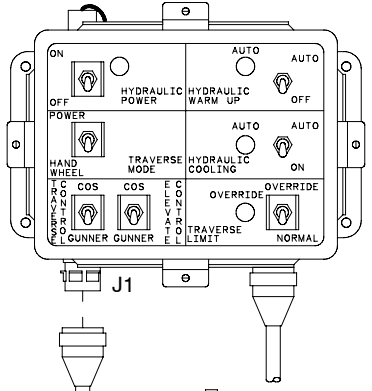 ON
OFF
HYDRAULIC
POWER
AUTO
HYDRAULIC
WARM UP
AUTO
OFF
POWER
HAND
WHEEL
TRAVERSE
MODE
AUTO
HYDRAULIC
COOLING
AUTO
ON
TRAVERSE
CONTROL
COS
GUNNER
COS
GUNNER
ELEVATE
CONTROL
OVERRIDE
TRAVERSE
LIMIT
OVERRIDE
NORMAL
J1